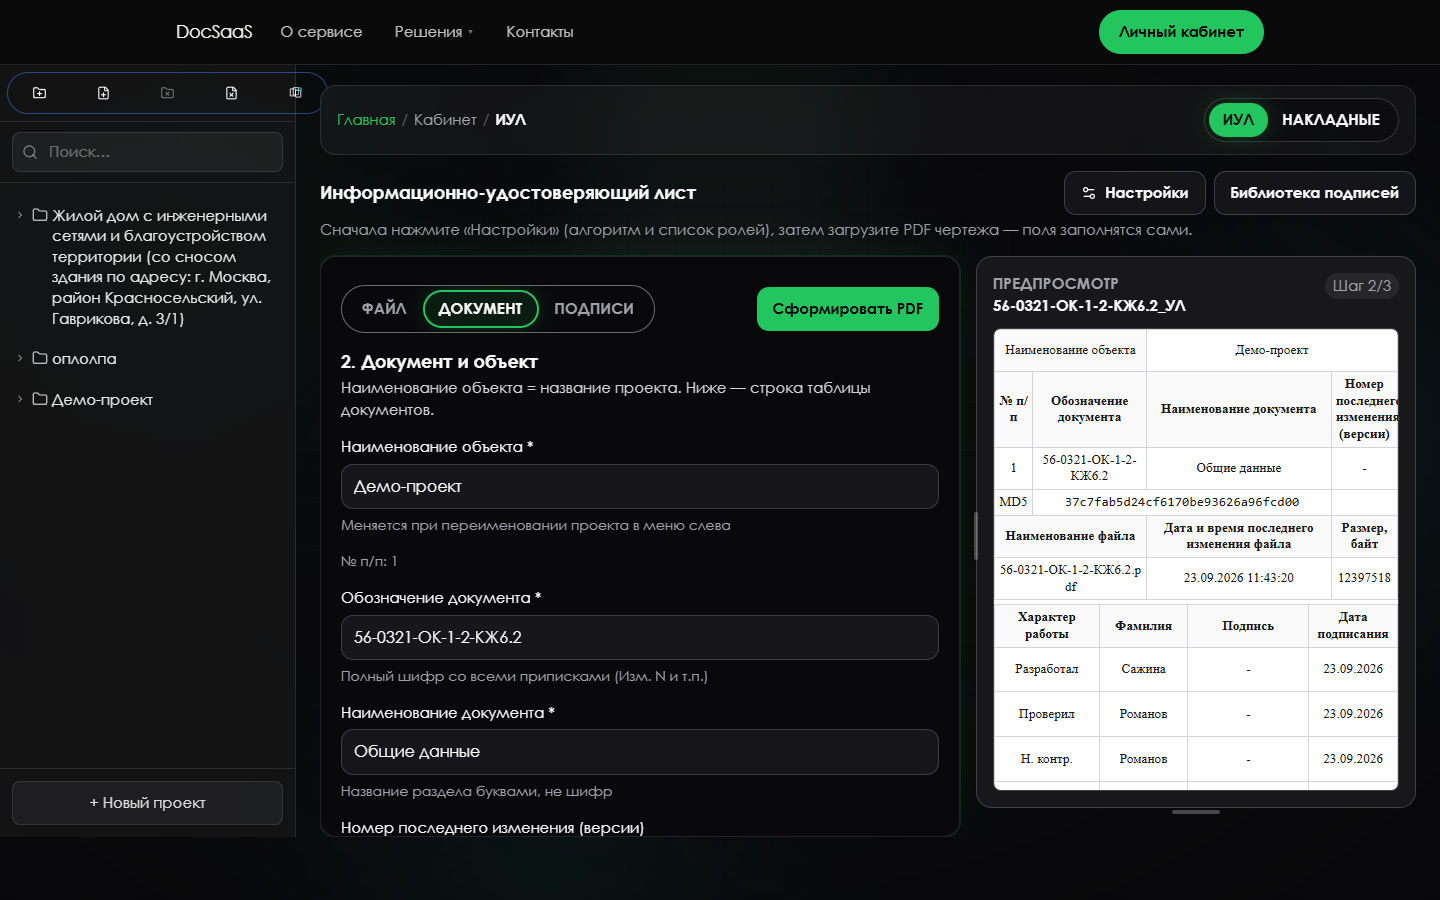 DocSaaS
О сервисе
Решения
Контакты
Личный кабинет
Поиск...
Жилой дом с инженерными
сетями и благоустройством
территории (со сносом
здания по адресу: г. Москва,
район Красносельский, ул.
Гаврикова, д. 3/1)
оплолпа
Демо-проект
+ Новый проект
Главная / Кабинет / ИУЛ
ИУЛ
НАКЛАДНЫЕ
Информационно-удостоверяющий лист
Настройки
Библиотека подписей
Сначала нажмите «Настройки» (алгоритм и список ролей), затем загрузите PDF чертежа — поля заполнятся сами.
ФАЙЛ
ДОКУМЕНТ
ПОДПИСИ
Сформировать PDF
2. Документ и объект
Наименование объекта = название проекта. Ниже — строка таблицы
документов.
Наименование объекта *
Демо-проект
Меняется при переименовании проекта в меню слева
№ п/п: 1
Обозначение документа *
56-0321-ОК-1-2-КЖ6.2
Полный шифр со всеми приписками (Изм. N и т.п.)
Наименование документа *
Общие данные
Название раздела буквами, не шифр
Номер последнего изменения (версии)
ПРЕДПРОСМОТР
56-0321-ОК-1-2-КЖ6.2_УЛ
Шаг 2/3
Наименование объекта
Демо-проект
№ п/
п
Обозначение
документа
Наименование документа
Номер
последнего
изменения
(версии)
1
56-0321-ОК-1-2-
КЖ6.2
Общие данные
-
MD5
37c7fab5d24cf6170be93626a96fcd00
Наименование файла
Дата и время последнего
изменения файла
Размер,
байт
56-0321-ОК-1-2-КЖ6.2.p
df
23.09.2026 11:43:20
12397518
Характер
работы
Фамилия
Подпись
Дата
подписания
Разработал
Сажина
-
23.09.2026
Проверил
Романов
-
23.09.2026
Н. контр.
Романов
-
23.09.2026